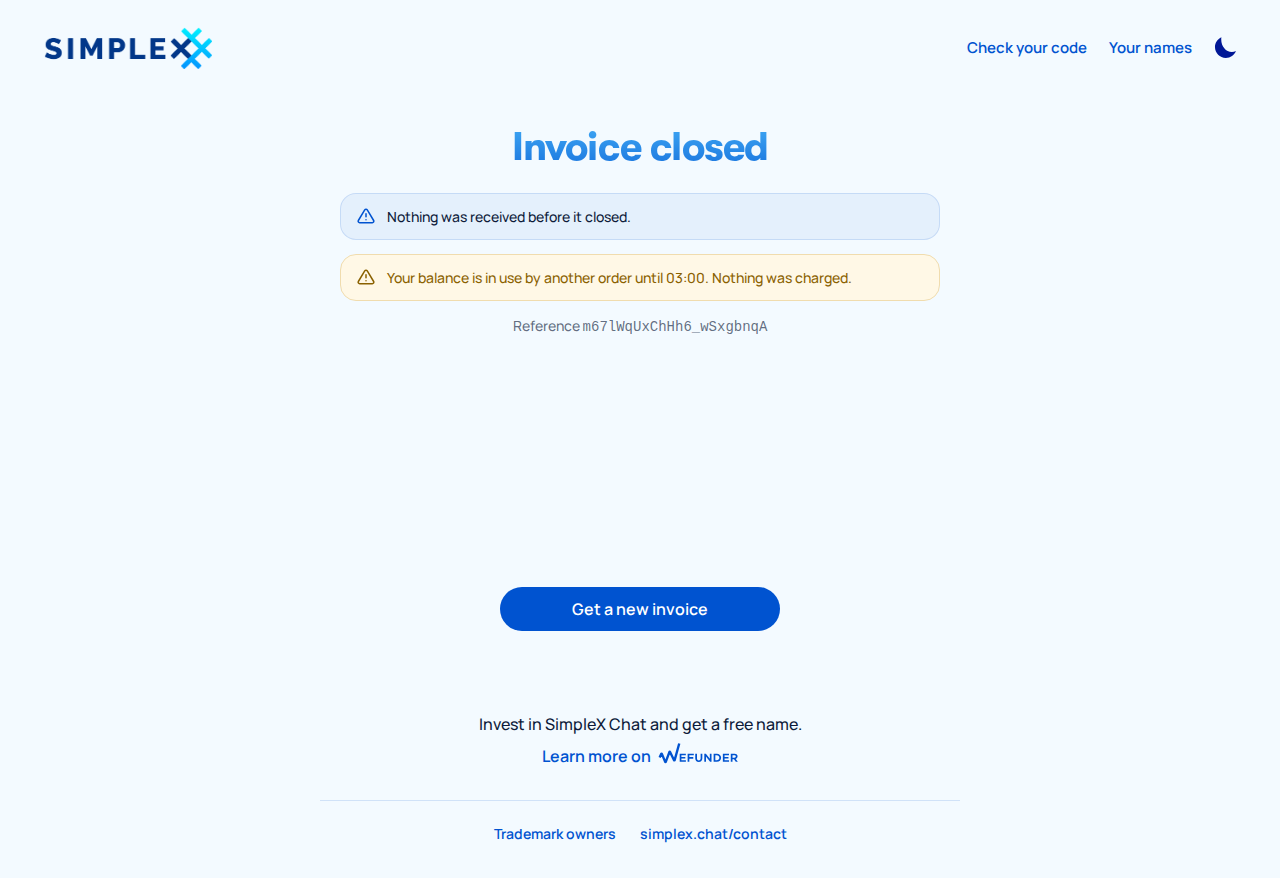 SIMPLEX
Check your code
Your names
Invoice closed
Nothing was received before it closed.
Your balance is in use by another order until 03:00. Nothing was charged.
Reference m67lWqUxChHh6_wSxgbnqA
Get a new invoice
Invest in SimpleX Chat and get a free name.
Learn more on WEFUNDER
Trademark owners
simplex.chat/contact